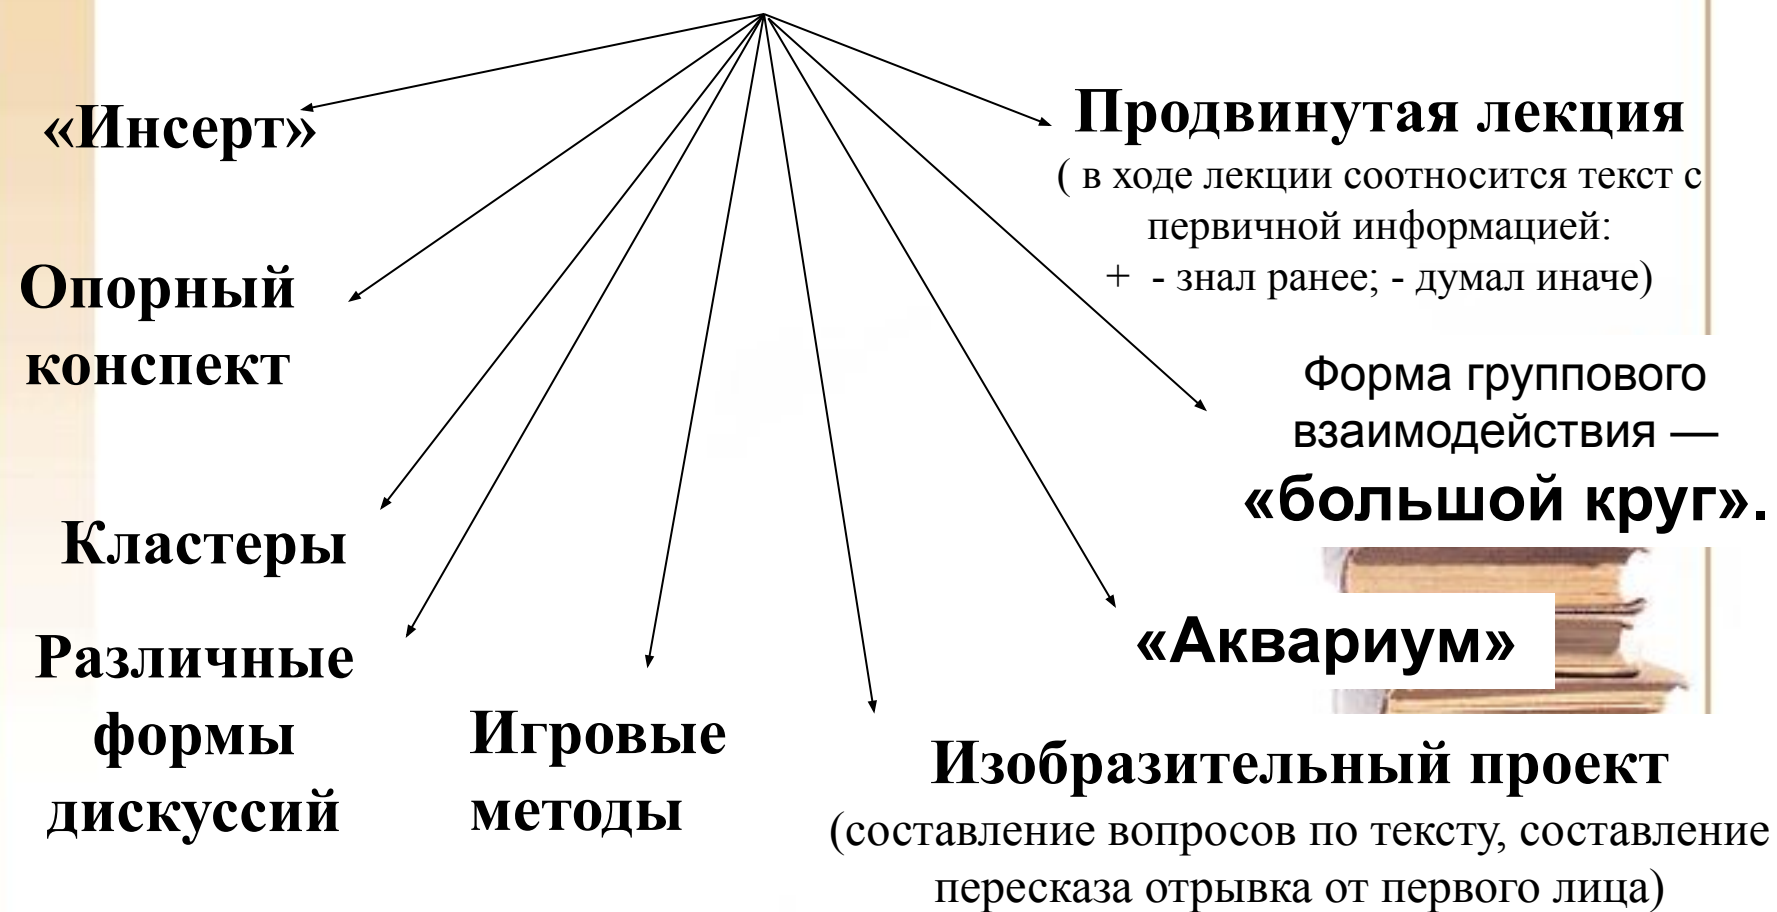 «Инсерт»
Опорный
конспект
Кластеры
Различные
формы
дискуссий
Игровые
методы
Продвинутая лекция
( в ходе лекции соотносится текст с
первичной информацией:
+  - знал ранее; - думал иначе)
Форма группового
взаимодействия —
«большой круг».
«Аквариум»
Изобразительный проект
(составление вопросов по тексту, составление
пересказа отрывка от первого лица)